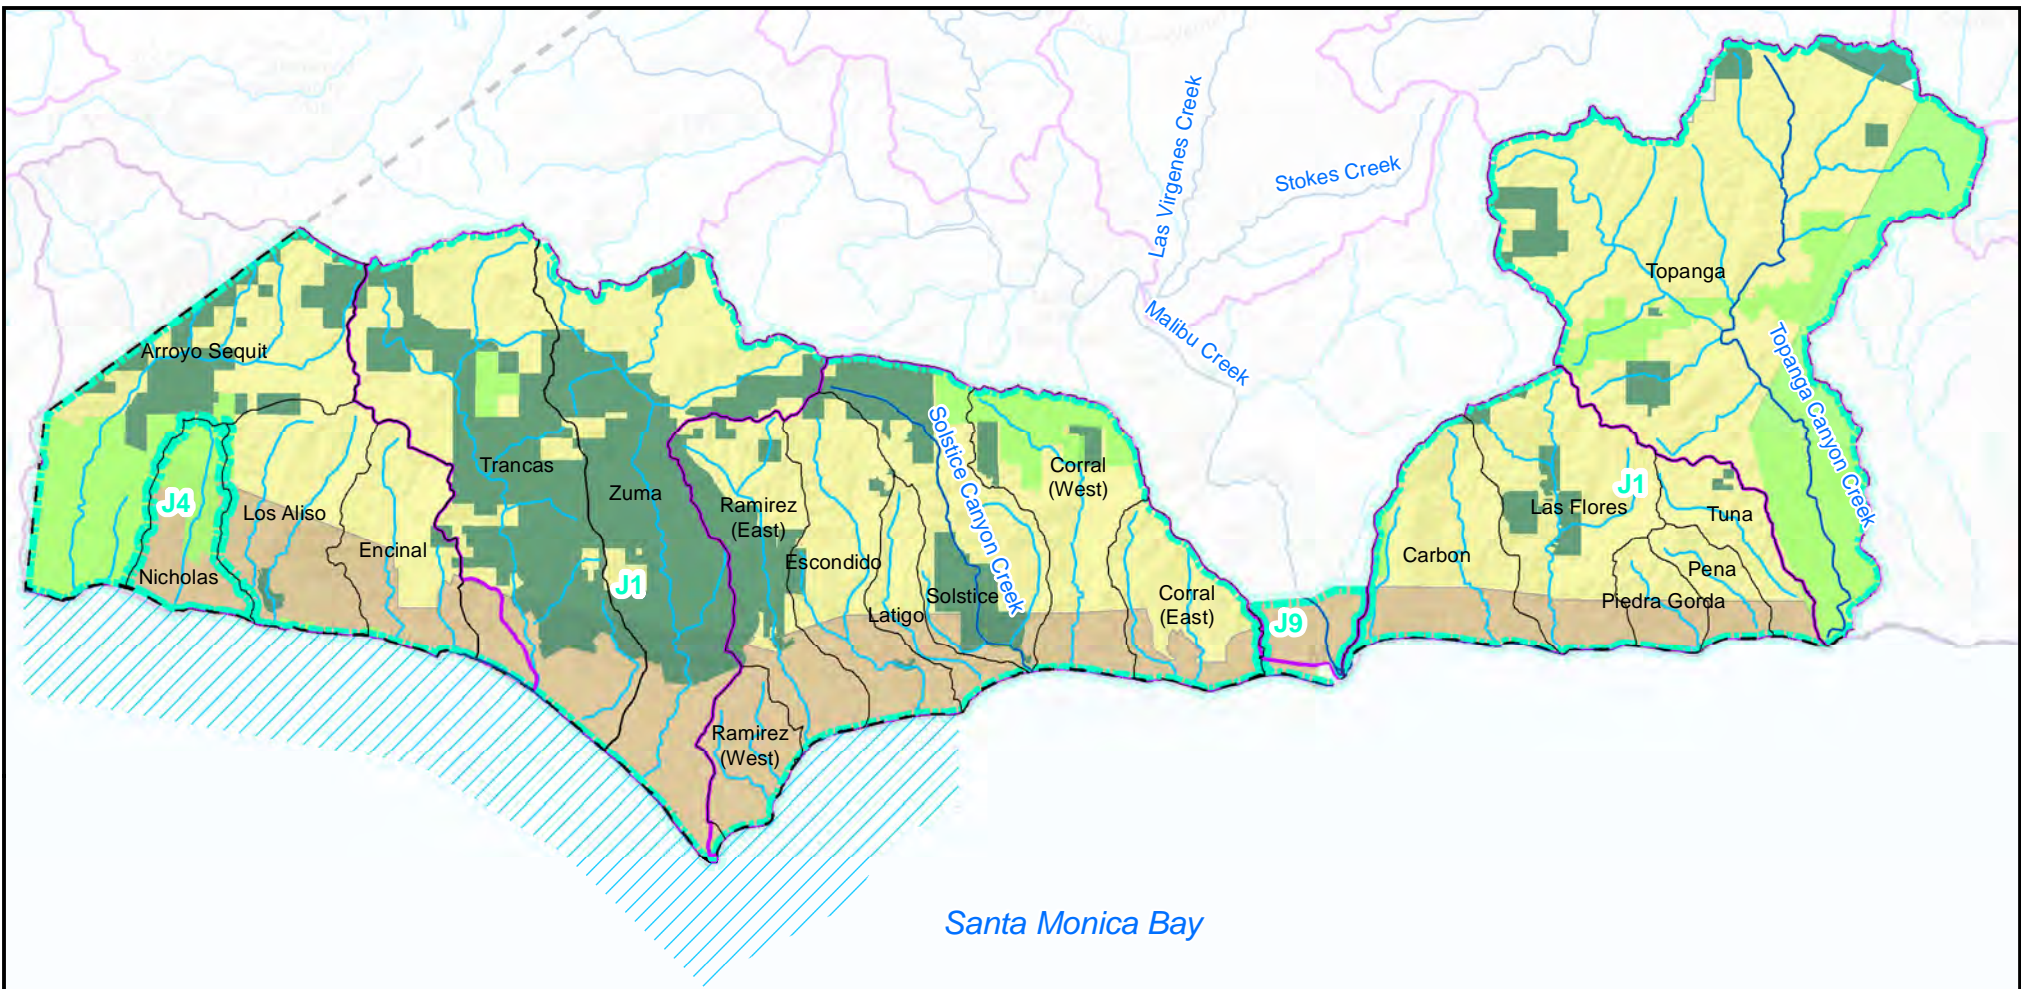 Las Virgenes Creek
Stokes Creek
Topanga
Malibu Creek
Topanga Canyon Creek
Arroyo Sequit
Trancas
Zuma
Ramirez
(East)
Solstice Canyon Creek
Corral
(West)
J4
Los Aliso
Nicholas
Encinal
J1
Escondido
Latigo
Solstice
Corral
(East)
J9
Carbon
Las Flores
J1
Tuna
Pena
Piedra Gorda
Ramirez
(West)
Santa Monica Bay